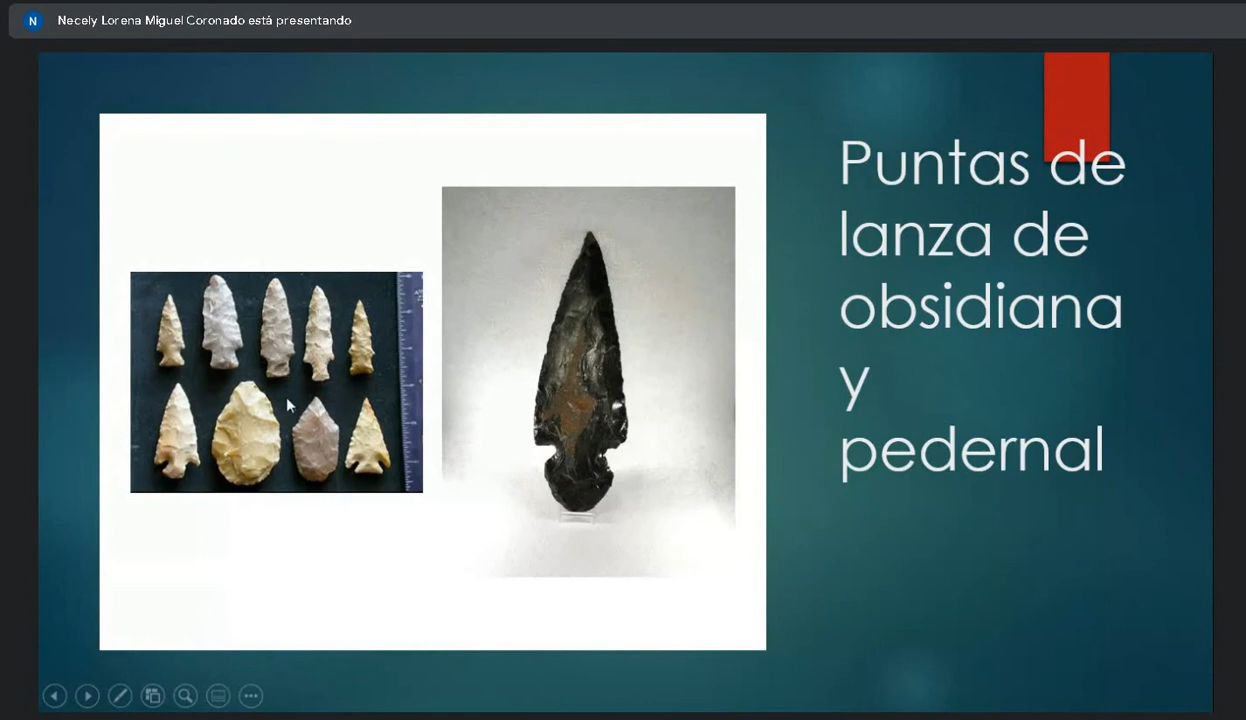 N
Necely Lorena Miguel Coronado está presentando
Puntas de
lanza de
obsidiana
y
pedernal